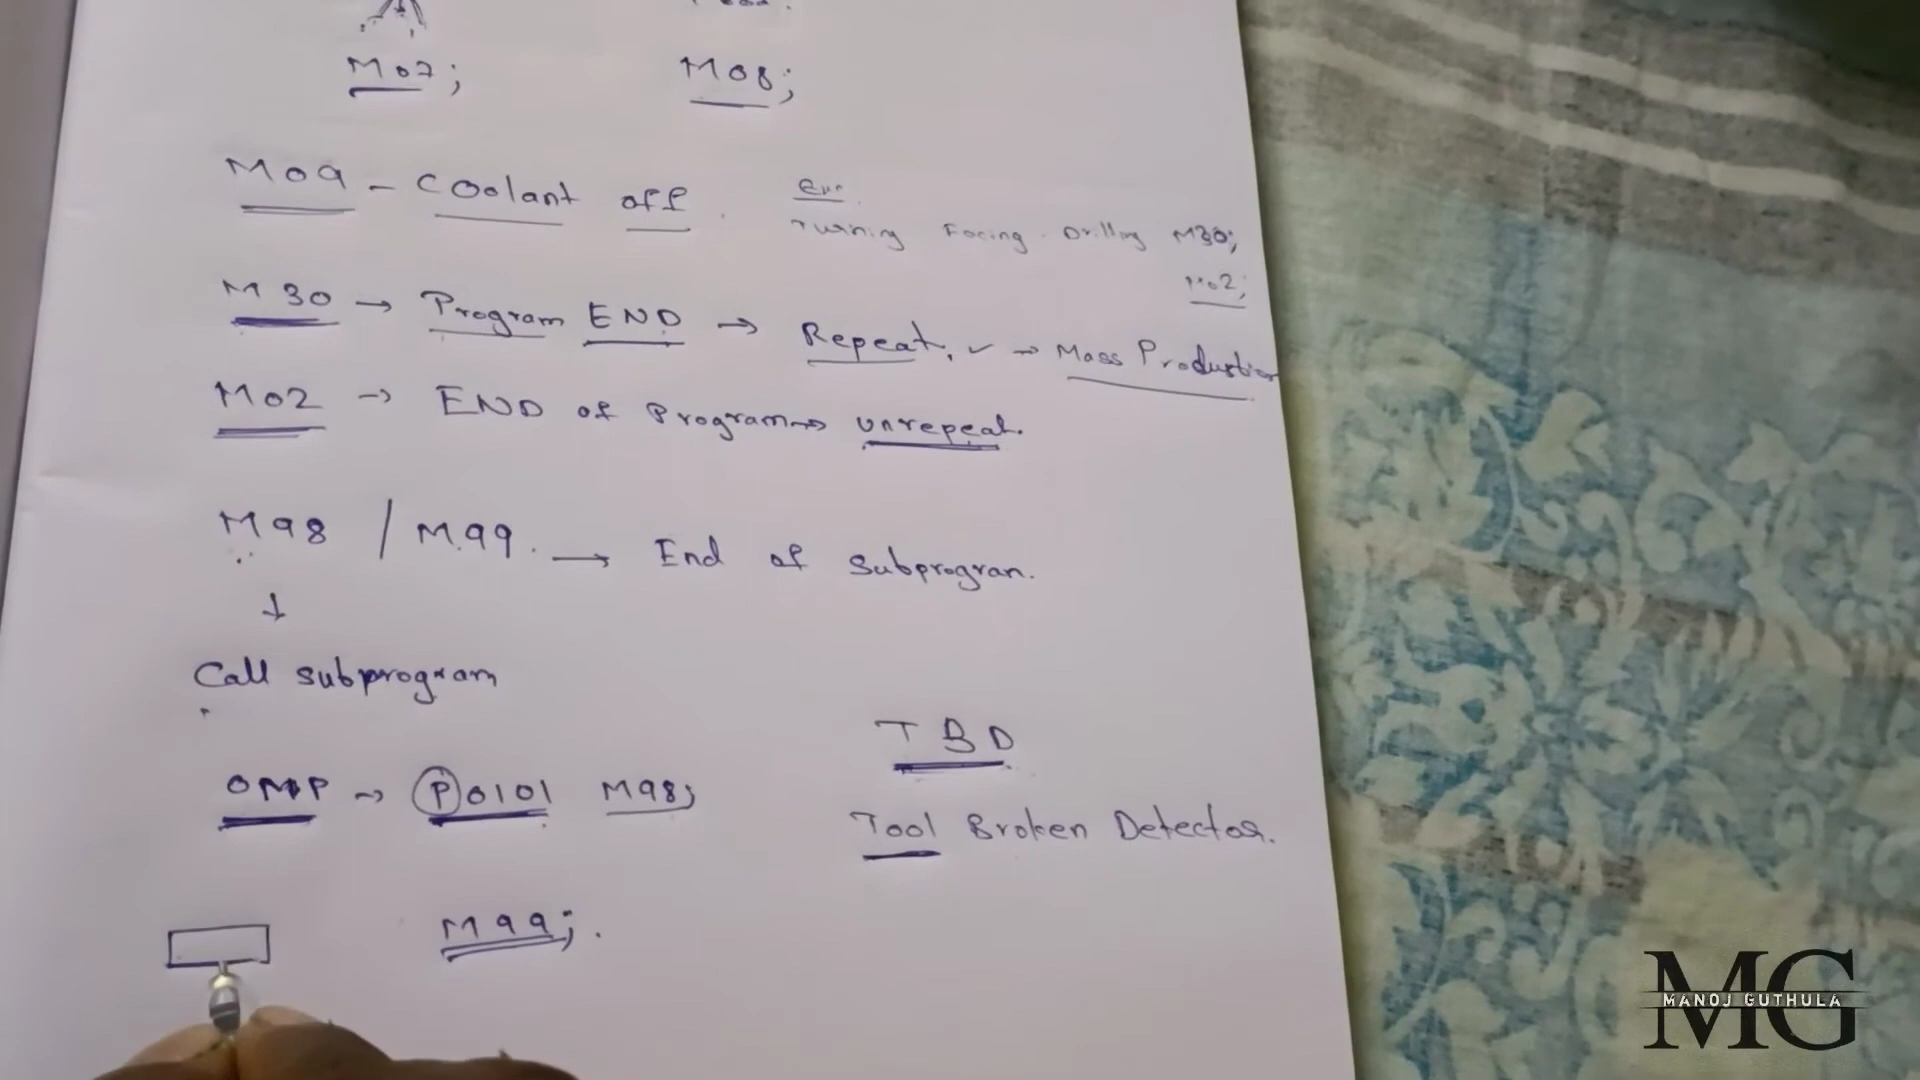 M07; M08;
M09 - Coolant off.
Turning Facing Drilling M30;
M02;
M30 → Program END → Repeat. ✓ → Mass Production
M02 → END of Program → unrepeat.
M98 / M99. → End of Subprogran.
↓
Call subprogram
OMP → P0101 M98;
TBD
Tool Broken Detector.
M99;.
MG
MANOJ GUTHULA